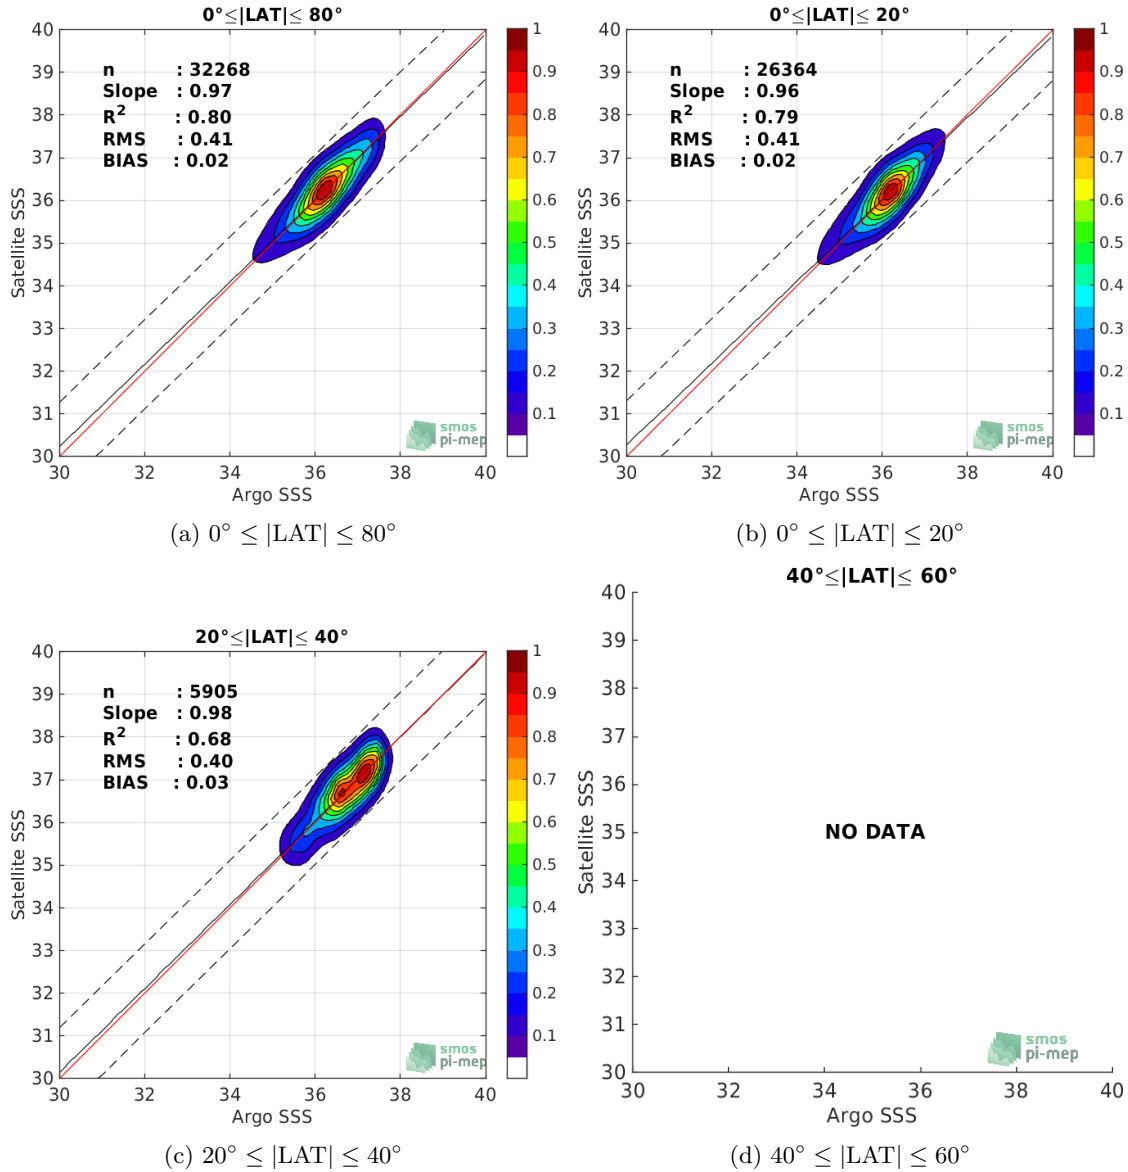 0°≤|LAT|≤ 80°
40
39
38
37
36
35
34
33
32
31
30
Satellite SSS
n : 32268
Slope : 0.97
R² : 0.80
RMS : 0.41
BIAS : 0.02
smos
pi-mep
30 32 34 36 38 40
Argo SSS
1
0.9
0.8
0.7
0.6
0.5
0.4
0.3
0.2
0.1
(a) 0° ≤ |LAT| ≤ 80°
0°≤|LAT|≤ 20°
40
39
38
37
36
35
34
33
32
31
30
Satellite SSS
n : 26364
Slope : 0.96
R² : 0.79
RMS : 0.41
BIAS : 0.02
smos
pi-mep
30 32 34 36 38 40
Argo SSS
1
0.9
0.8
0.7
0.6
0.5
0.4
0.3
0.2
0.1
(b) 0° ≤ |LAT| ≤ 20°
20°≤|LAT|≤ 40°
40
39
38
37
36
35
34
33
32
31
30
Satellite SSS
n : 5905
Slope : 0.98
R² : 0.68
RMS : 0.40
BIAS : 0.03
smos
pi-mep
30 32 34 36 38 40
Argo SSS
1
0.9
0.8
0.7
0.6
0.5
0.4
0.3
0.2
0.1
(c) 20° ≤ |LAT| ≤ 40°
40°≤|LAT|≤ 60°
40
39
38
37
36
35
34
33
32
31
30
Satellite SSS
NO DATA
smos
pi-mep
30 32 34 36 38 40
Argo SSS
(d) 40° ≤ |LAT| ≤ 60°